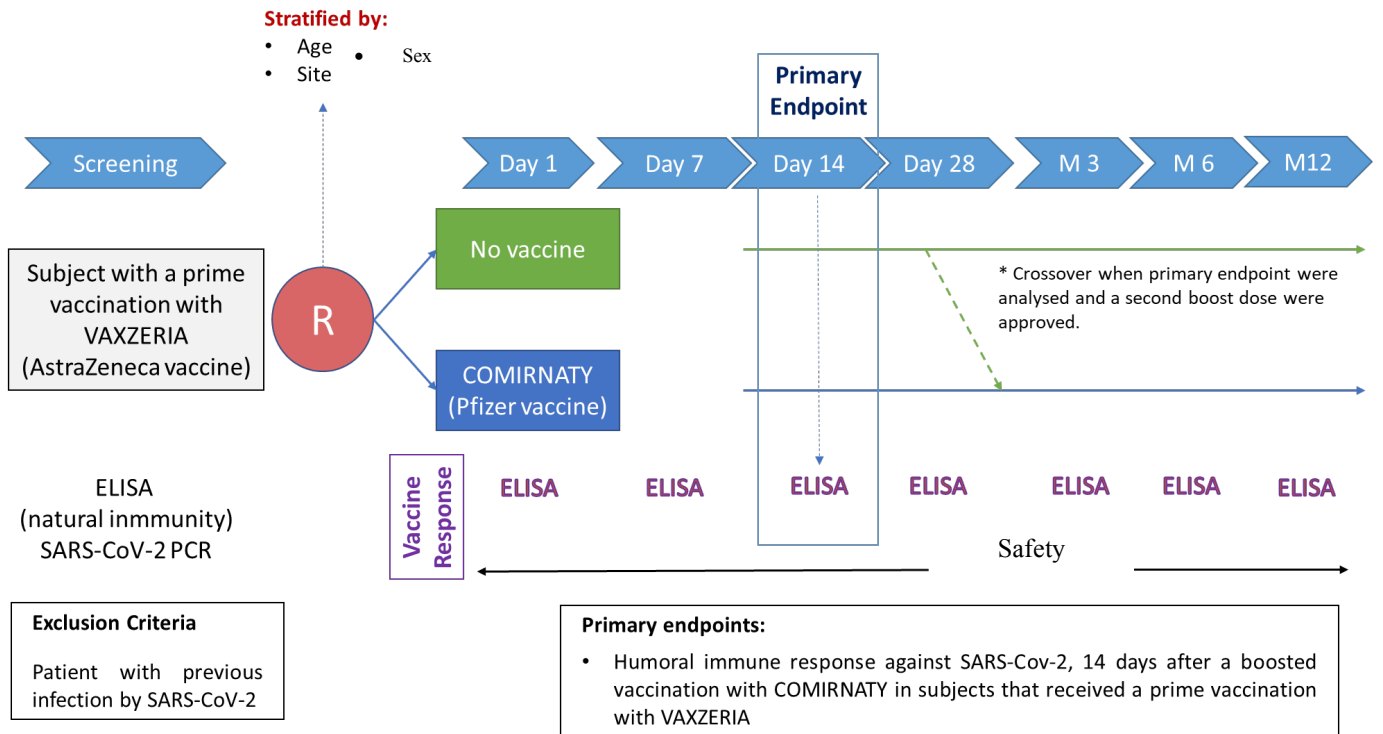 Stratified by:
• Age
• Sex
• Site
Primary
Endpoint
Screening
Day 1
Day 7
Day 14
Day 28
M 3
M 6
M12
Subject with a prime
vaccination with
VAXZERIA
(AstraZeneca vaccine)
R
No vaccine
* Crossover when primary endpoint were
analysed and a second boost dose were
approved.
COMIRNATY
(Pfizer vaccine)
ELISA
(natural inmmunity)
SARS-CoV-2 PCR
Vaccine
Response
ELISA
ELISA
ELISA
ELISA
ELISA
ELISA
ELISA
Safety
Exclusion Criteria
Patient with previous
infection by SARS-CoV-2
Primary endpoints:
• Humoral immune response against SARS-Cov-2, 14 days after a boosted
vaccination with COMIRNATY in subjects that received a prime vaccination
with VAXZERIA